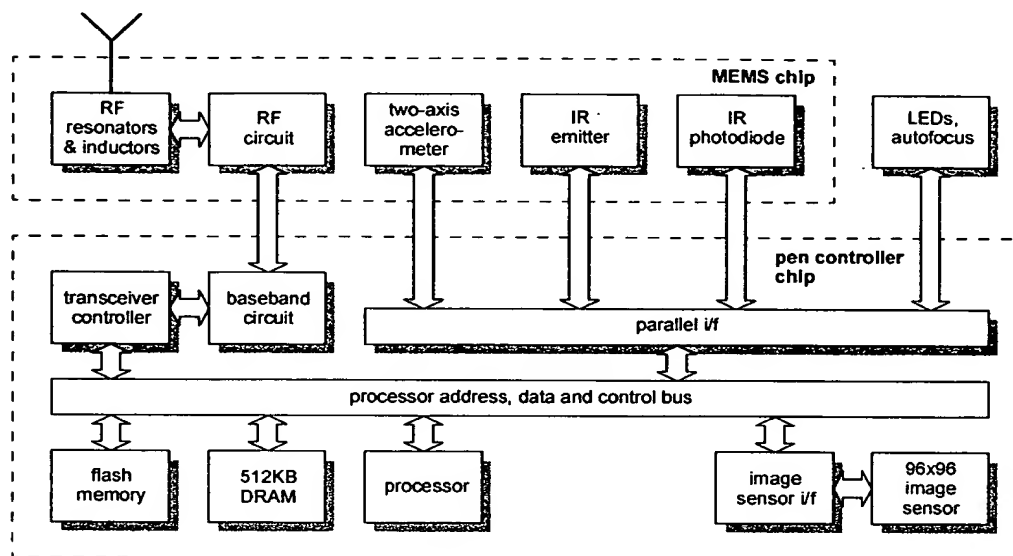 MEMS chip
RF
resonators
& inductors
RF
circuit
two-axis
accelero-
meter
IR
emitter
IR
photodiode
LEDs,
autofocus
pen controller
chip
transceiver
controller
baseband
circuit
parallel i/f
processor address, data and control bus
flash
memory
512KB
DRAM
processor
image
sensor i/f
96x96
image
sensor